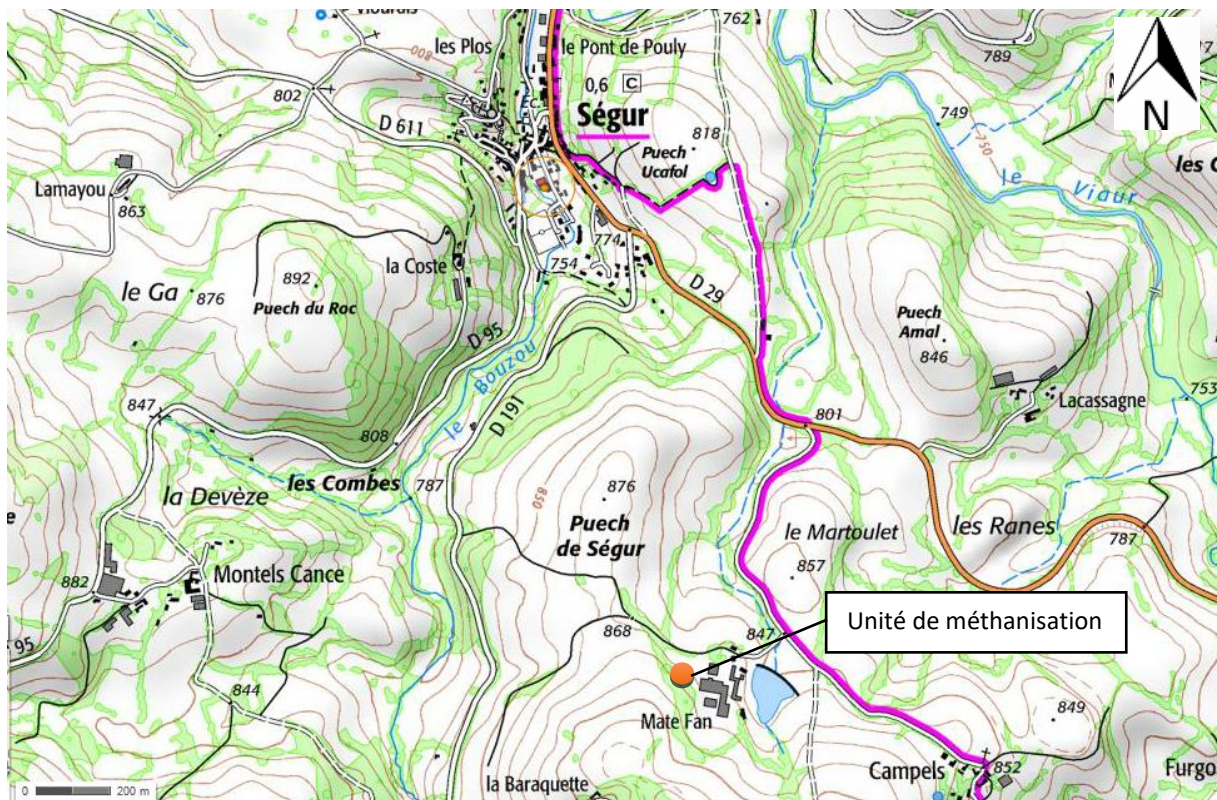 les Plos
800
le Pont de Pouly
762
789
N
802
0,6 C
Ségur
D 611
818
Puech
Ucafol
749
750
le Viaur
les C
Lamayou
863
774
la Coste
754
892
Puech du Roc
le Ga
876
D 29
Puech
Amal
846
D 95
le Bouzou
D 191
753
Lacassagne
847
808
801
les Combes
787
la Devèze
850
876
Puech
de Ségur
le Martoulet
857
les Ranes
787
882
Montels Cance
95
868
847
Unité de méthanisation
844
Mate Fan
849
la Baraquette
Campels
852
Furgo
0 200 m